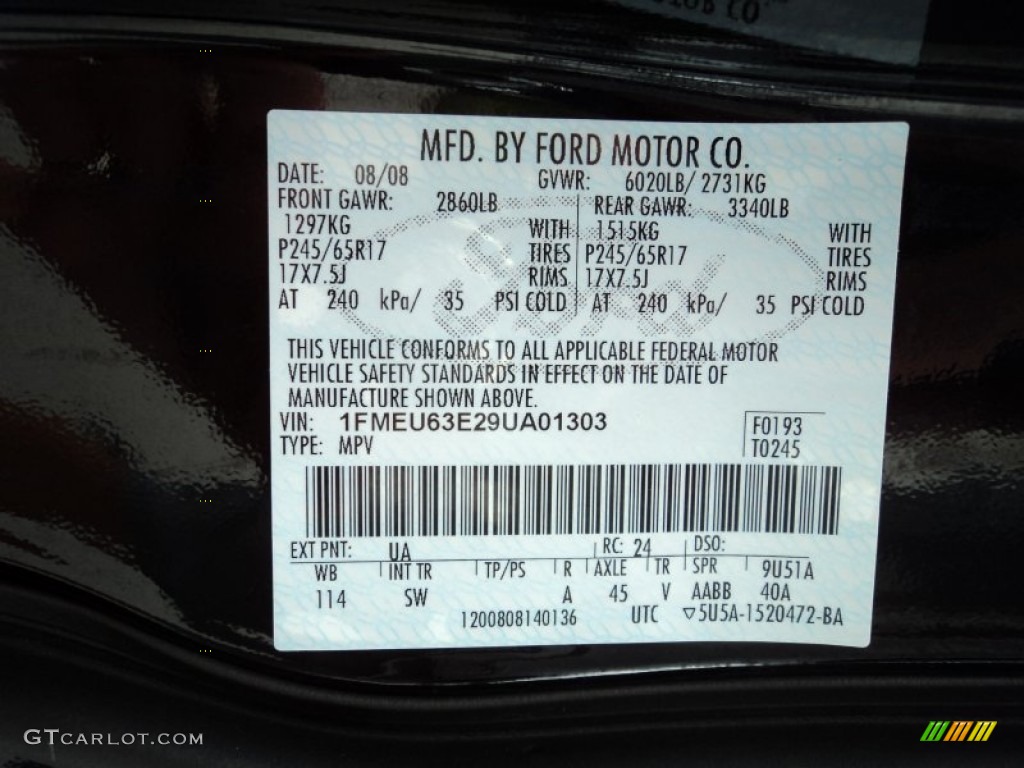 MFD. BY FORD MOTOR CO.
DATE: 08/08 GVWR: 6020LB/ 2731KG
FRONT GAWR: 2860LB REAR GAWR: 3340LB
1297KG WITH 1515KG WITH
P245/65R17 TIRES P245/65R17 TIRES
17X7.5J RIMS 17X7.5J RIMS
AT 240 kPa/ 35 PSI COLD AT 240 kPa/ 35 PSI COLD
THIS VEHICLE CONFORMS TO ALL APPLICABLE FEDERAL MOTOR
VEHICLE SAFETY STANDARDS IN EFFECT ON THE DATE OF
MANUFACTURE SHOWN ABOVE.
VIN: 1FMEU63E29UA01303 F0193
TYPE: MPV T0245
EXT PNT: UA RC: 24 DSO:
WB INT TR TP/PS R AXLE TR SPR 9U51A
114 SW A 45 V AABB 40A
1200808140136 UTC ▽5U5A-1520472-BA
GTCARLOT.COM